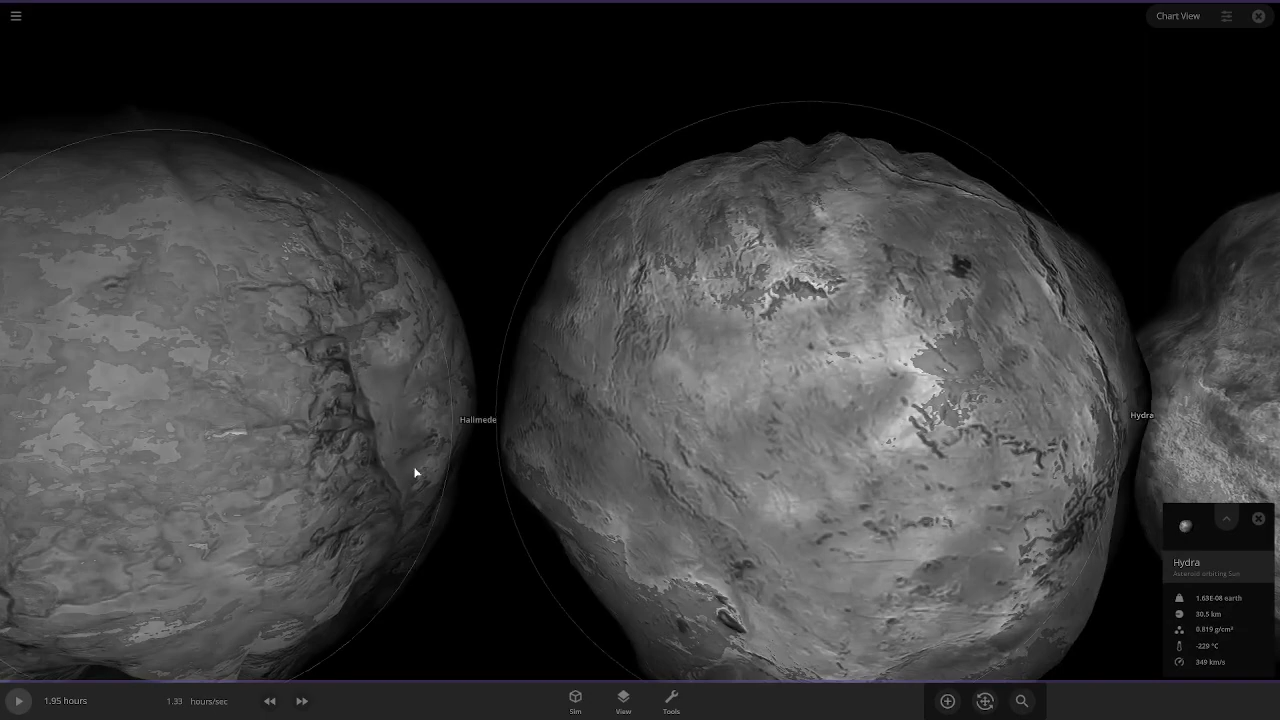 Chart View
Halimede
Hydra
Hydra
Asteroid orbiting Sun
1.63E-08 earth
30.5 km
0.819 g/cm³
-229 °C
349 km/s
1.95 hours
1.33 hours/sec
Sim
View
Tools